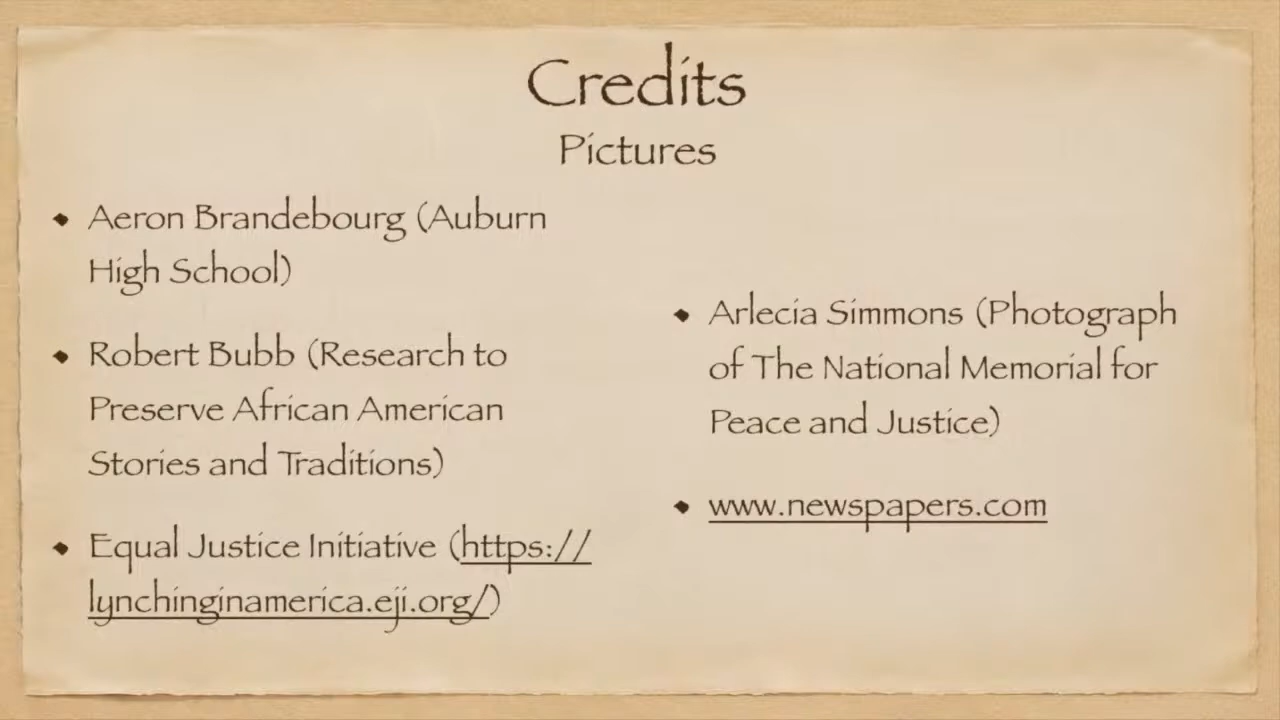 Credits
Pictures
• Aeron Brandebourg (Auburn
High School)
• Robert Bubb (Research to
Preserve African American
Stories and Traditions)
• Equal Justice Initiative (https://
lynchinginamerica.eji.org/)
• Arlecia Simmons (Photograph
of The National Memorial for
Peace and Justice)
• www.newspapers.com